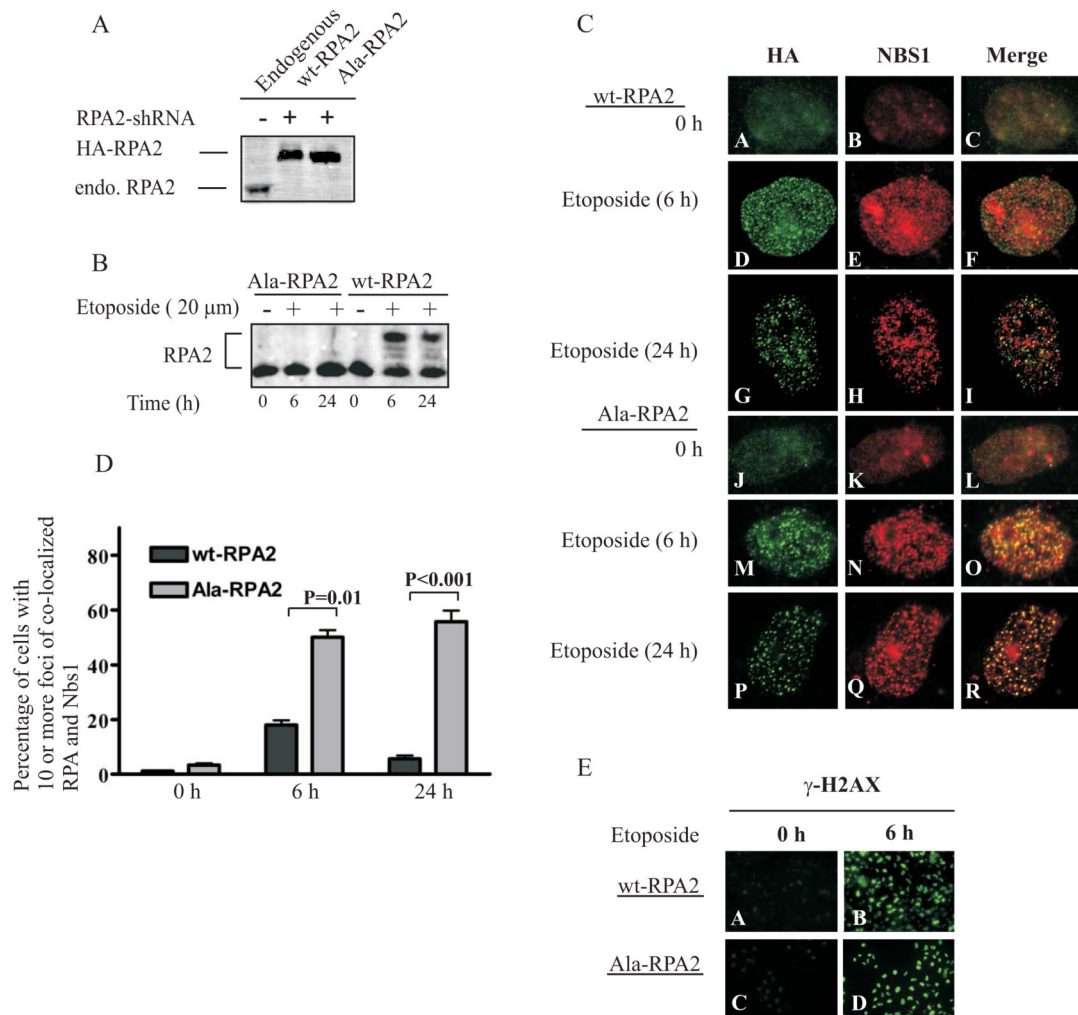 A
Endogenous
wt-RPA2
Ala-RPA2
RPA2-shRNA - + +
HA-RPA2
endo. RPA2
B
Ala-RPA2 wt-RPA2
Etoposide ( 20 µm) - + + - + +
RPA2
Time (h) 0 6 24 0 6 24
C
HA NBS1 Merge
wt-RPA2
0 h
A B C
Etoposide (6 h)
D E F
Etoposide (24 h)
G H I
Ala-RPA2
0 h
J K L
Etoposide (6 h)
M N O
Etoposide (24 h)
P Q R
D
Percentage of cells with
10 or more foci of co-localized
RPA and Nbs1
80
60
40
20
0
wt-RPA2
Ala-RPA2
P=0.01
P<0.001
0 h 6 h 24 h
E
γ-H2AX
Etoposide 0 h 6 h
wt-RPA2
A B
Ala-RPA2
C D